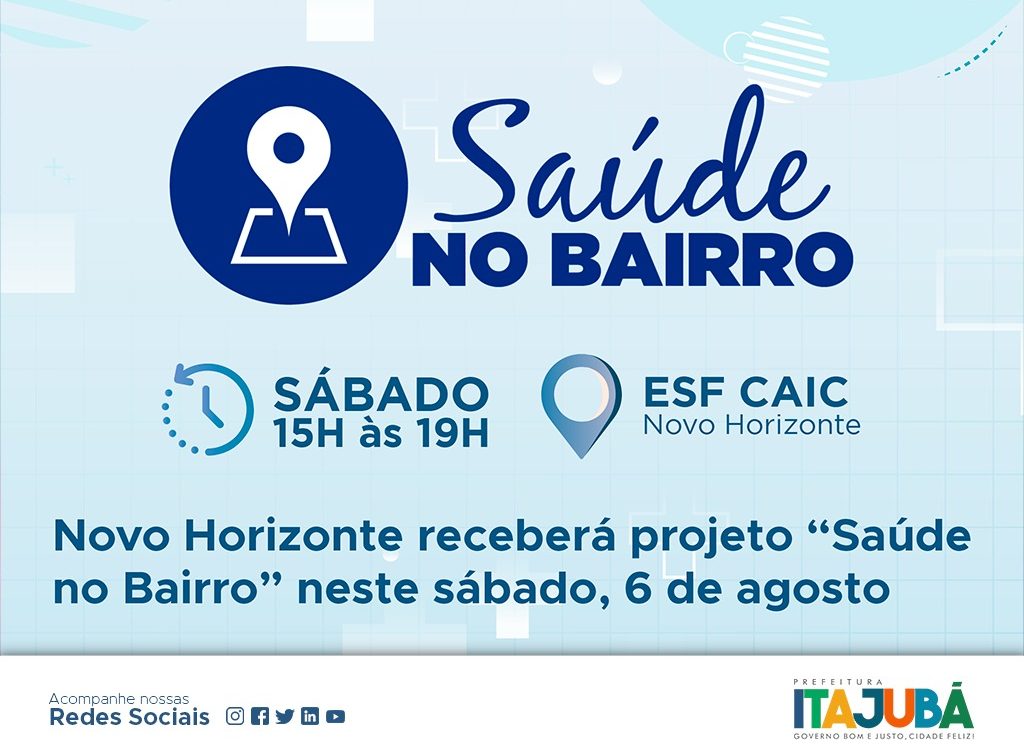 Saúde
NO BAIRRO
SÁBADO
15H às 19H
ESF CAIC
Novo Horizonte
Novo Horizonte receberá projeto “Saúde
no Bairro” neste sábado, 6 de agosto
Acompanhe nossas
Redes Sociais
PREFEITURA
ITAJUBÁ
GOVERNO BOM E JUSTO, CIDADE FELIZ!